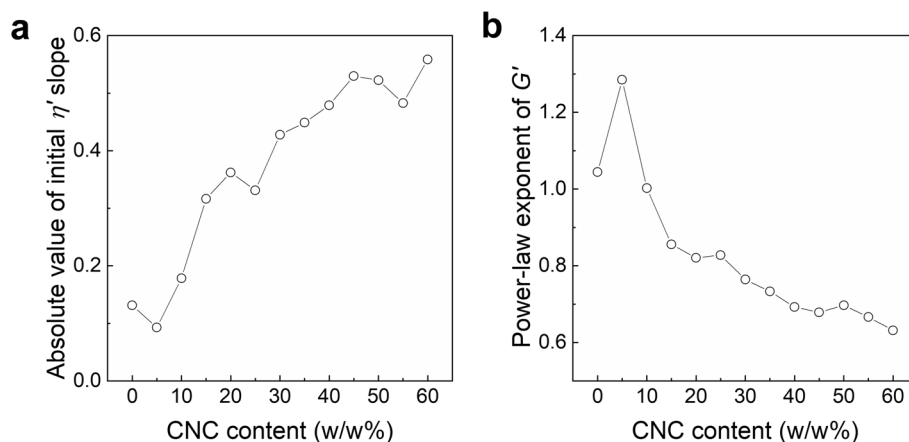 a
Absolute value of initial η′ slope
0.6
0.4
0.2
0.0
0 10 20 30 40 50 60
CNC content (w/w%)
b
Power-law exponent of G′
1.4
1.2
1.0
0.8
0.6
0 10 20 30 40 50 60
CNC content (w/w%)